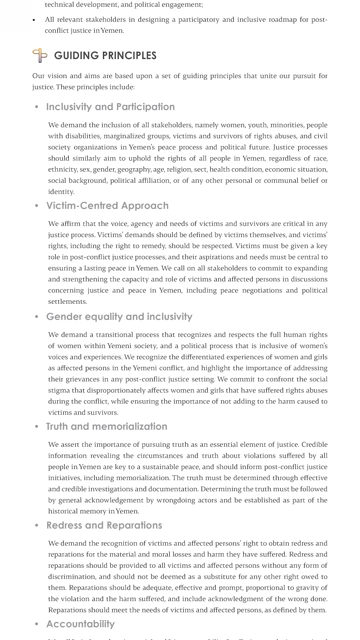 technical development, and political engagement;
• All relevant stakeholders in designing a participatory and inclusive roadmap for post-
conflict justice in Yemen.
GUIDING PRINCIPLES
Our vision and aims are based upon a set of guiding principles that unite our pursuit for
justice. These principles include:
• Inclusivity and Participation
We demand the inclusion of all stakeholders, namely women, youth, minorities, people
with disabilities, marginalized groups, victims and survivors of rights abuses, and civil
society organizations in Yemen's peace process and political future. Justice processes
should similarly aim to uphold the rights of all people in Yemen, regardless of race,
ethnicity, sex, gender, geography, age, religion, sect, health condition, economic situation,
social background, political affiliation, or of any other personal or communal belief or
identity.
• Victim-Centred Approach
We affirm that the voice, agency and needs of victims and survivors are critical in any
justice process. Victims' demands should be defined by victims themselves, and victims'
rights, including the right to remedy, should be respected. Victims must be given a key
role in post-conflict justice processes, and their aspirations and needs must be central to
ensuring a lasting peace in Yemen. We call on all stakeholders to commit to expanding
and strengthening the capacity and role of victims and affected persons in discussions
concerning justice and peace in Yemen, including peace negotiations and political
settlements.
• Gender equality and inclusivity
We demand a transitional process that recognizes and respects the full human rights
of women within Yemeni society, and a political process that is inclusive of women's
voices and experiences. We recognize the differentiated experiences of women and girls
as affected persons in the Yemeni conflict, and highlight the importance of addressing
their grievances in any post-conflict justice setting. We commit to confront the social
stigma that disproportionately affects women and girls that have suffered rights abuses
during the conflict, while ensuring the importance of not adding to the harm caused to
victims and survivors.
• Truth and memorialization
We assert the importance of pursuing truth as an essential element of justice. Credible
information revealing the circumstances and truth about violations suffered by all
people in Yemen are key to a sustainable peace, and should inform post-conflict justice
initiatives, including memorialization. The truth must be determined through effective
and credible investigations and documentation. Determining the truth must be followed
by general acknowledgement by wrongdoing actors and be established as part of the
historical memory in Yemen.
• Redress and Reparations
We demand the recognition of victims and affected persons' right to obtain redress and
reparations for the material and moral losses and harm they have suffered. Redress and
reparations should be provided to all victims and affected persons without any form of
discrimination, and should not be deemed as a substitute for any other right owed to
them. Reparations should be adequate, effective and prompt, proportional to gravity of
the violation and the harm suffered, and include acknowledgment of the wrong done.
Reparations should meet the needs of victims and affected persons, as defined by them.
• Accountability